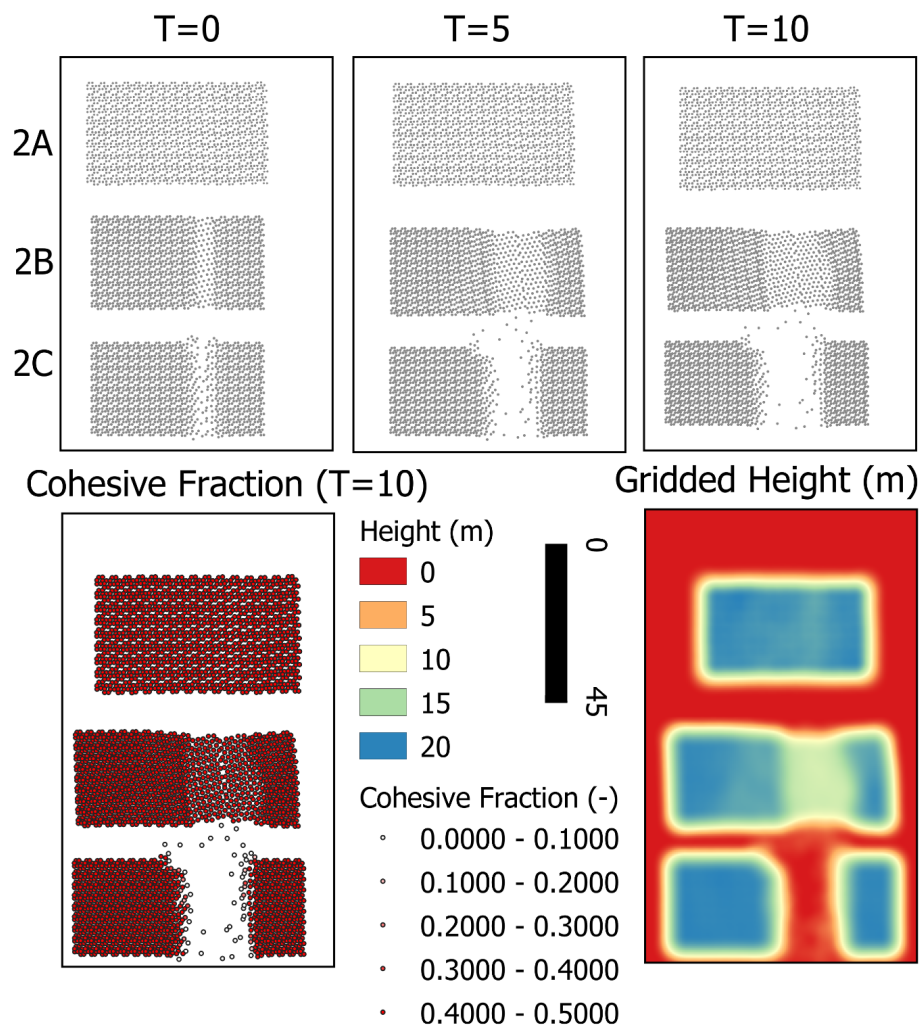 T=0 T=5 T=10
2A
2B
2C
Cohesive Fraction (T=10)
Gridded Height (m)
Height (m)
0
5
10
15
20
0
45
Cohesive Fraction (-)
0.0000 - 0.1000
0.1000 - 0.2000
0.2000 - 0.3000
0.3000 - 0.4000
0.4000 - 0.5000